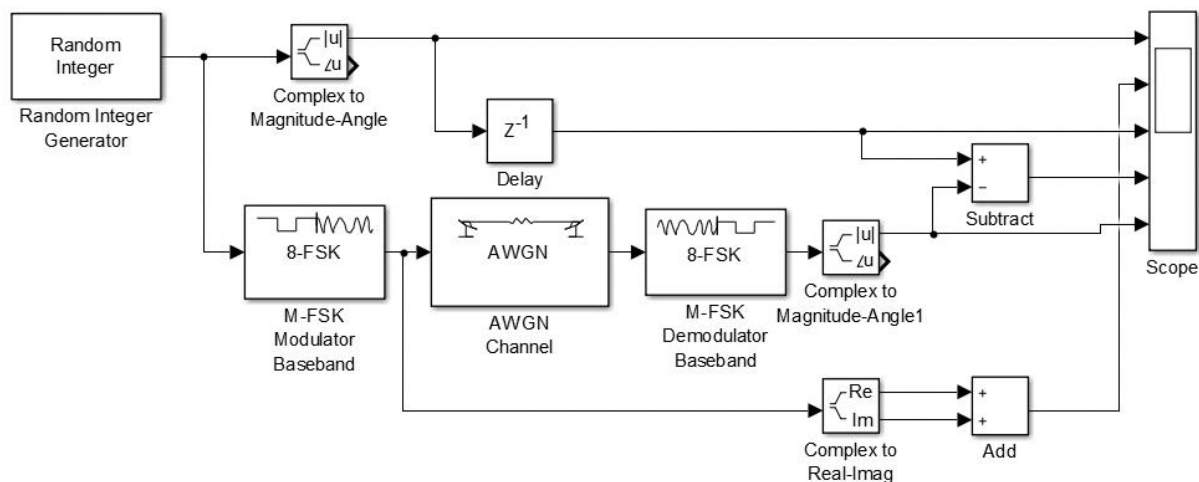 Random
Integer
Random Integer
Generator
|u|
∠u
Complex to
Magnitude-Angle
Z-1
Delay
+
−
Subtract
Scope
8-FSK
M-FSK
Modulator
Baseband
AWGN
AWGN
Channel
8-FSK
M-FSK
Demodulator
Baseband
|u|
∠u
Complex to
Magnitude-Angle1
Re
Im
Complex to
Real-Imag
+
+
Add